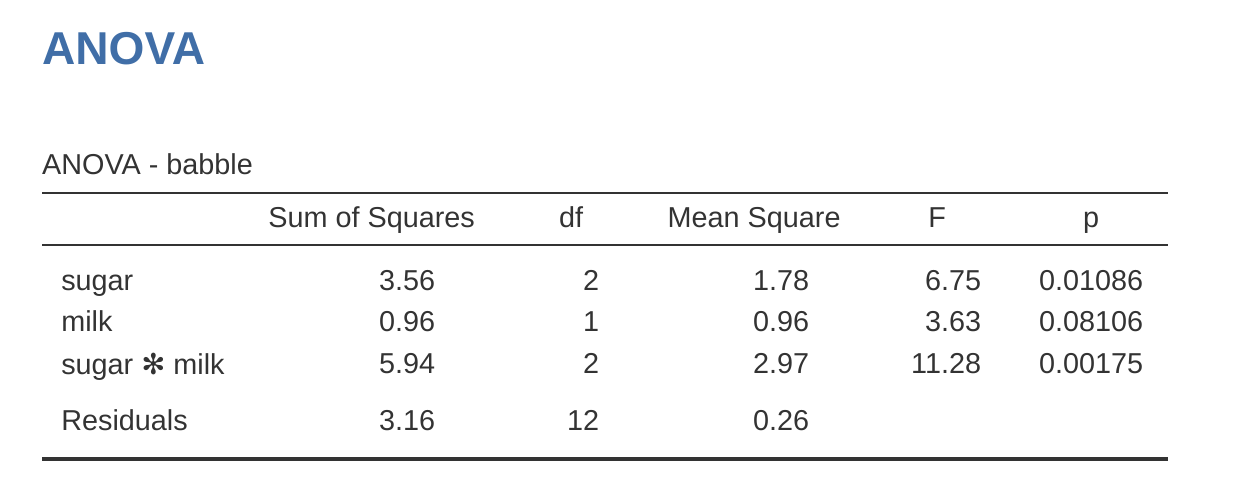 ANOVA
ANOVA - babble
Sum of Squares df Mean Square F p
sugar 3.56 2 1.78 6.75 0.01086
milk 0.96 1 0.96 3.63 0.08106
sugar ✻ milk 5.94 2 2.97 11.28 0.00175
Residuals 3.16 12 0.26